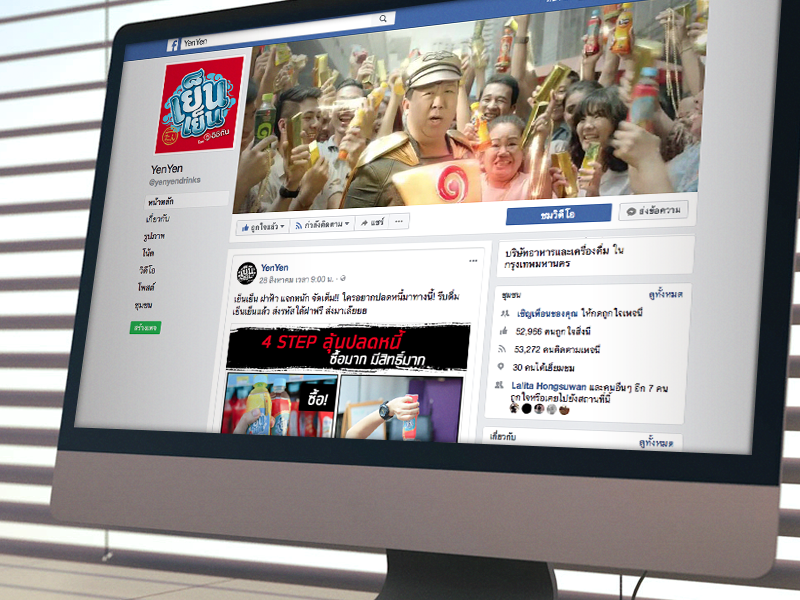 YenYen
เย็น
เย็น
โดย อิชิตัน
YenYen
@yenyendrinks
หน้าหลัก
เกี่ยวกับ
รูปภาพ
โน้ต
วิดีโอ
โพสต์
ชุมชน
สร้างเพจ
ถูกใจแล้ว
กำลังติดตาม
แชร์
ชมวิดีโอ
ส่งข้อความ
YenYen
28 สิงหาคม เวลา 9:00 น.
เย็นเย็น ฝาฟ้า แจกหนัก จัดเต็ม!! ใครอยากปลดหนี้มาทางนี้! รีบดื่ม
เย็นเย็นแล้ว ส่งรหัสใต้ฝาฟรี ส่งมาเล้ยยย
4 STEP ลุ้นปลดหนี้
ซื้อมาก มีสิทธิ์มาก
ซื้อ!
บริษัทอาหารและเครื่องดื่ม ใน
กรุงเทพมหานคร
ชุมชน
ดูทั้งหมด
เชิญเพื่อนของคุณ ให้กดถูกใจเพจนี้
52,966 คนถูกใจสิ่งนี้
53,272 คนติดตามเพจนี้
30 คนได้เยี่ยมชม
Lalita Hongsuwan และคนอื่นๆ อีก 7 คน
ถูกใจหรือเคยไปยังสถานที่นี้
เกี่ยวกับ
ดูทั้งหมด